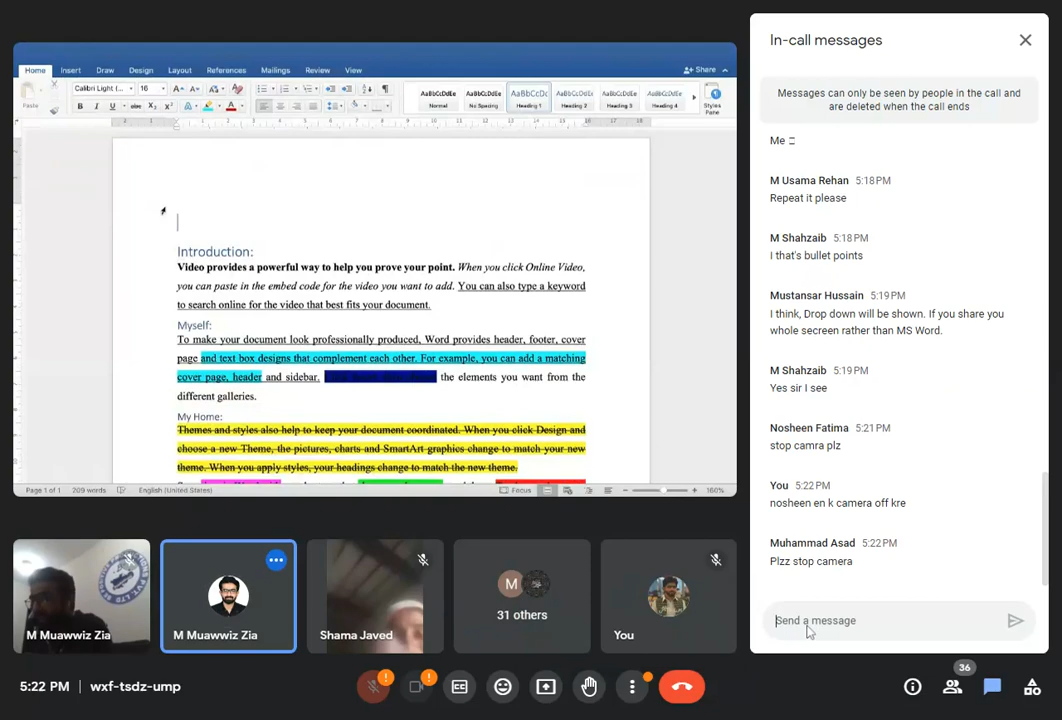 Home Insert Draw Design Layout References Mailings Review View Share
Calibri Light (... 16
Paste
B I U abc X₂ X²
AaBbCcDdEe AaBbCcDdEe AaBbCcDc AaBbCcDdEe AaBbCcDdEe AaBbCcDdEe
Normal No Spacing Heading 1 Heading 2 Heading 3 Heading 4 Styles Pane
Introduction:
Video provides a powerful way to help you prove your point. When you click Online Video,
you can paste in the embed code for the video you want to add. You can also type a keyword
to search online for the video that best fits your document.
Myself:
To make your document look professionally produced, Word provides header, footer, cover
page and text box designs that complement each other. For example, you can add a matching
cover page, header and sidebar. the elements you want from the
different galleries.
My Home:
Themes and styles also help to keep your document coordinated. When you click Design and
choose a new Theme, the pictures, charts and SmartArt graphics change to match your new
theme. When you apply styles, your headings change to match the new theme.
Page 1 of 1 209 words English (United States) Focus 160%
In-call messages
Messages can only be seen by people in the call and
are deleted when the call ends
Me
M Usama Rehan 5:18 PM
Repeat it please
M Shahzaib 5:18 PM
I that's bullet points
Mustansar Hussain 5:19 PM
I think, Drop down will be shown. If you share you
whole secreen rather than MS Word.
M Shahzaib 5:19 PM
Yes sir I see
Nosheen Fatima 5:21 PM
stop camra plz
You 5:22 PM
nosheen en k camera off kre
Muhammad Asad 5:22 PM
Plzz stop camera
Send a message
M Muawwiz Zia
M Muawwiz Zia
Shama Javed
M
31 others
You
5:22 PM wxf-tsdz-ump
36